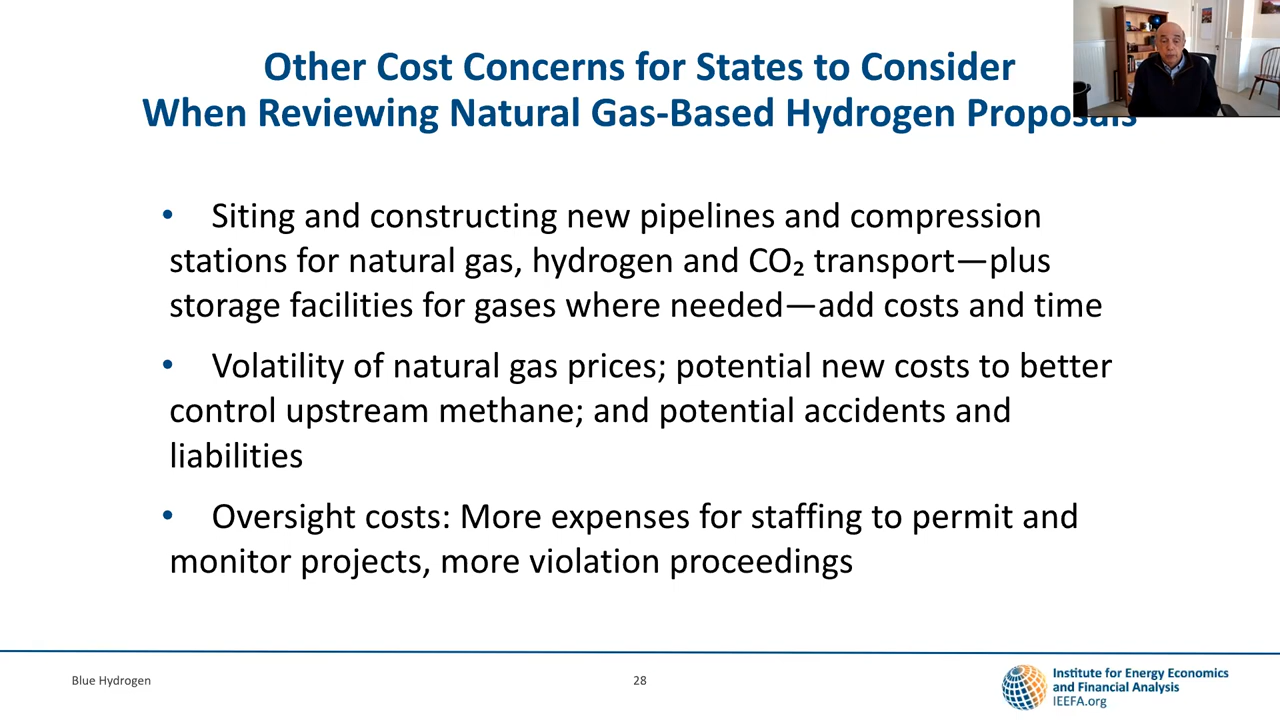 Other Cost Concerns for States to Consider
When Reviewing Natural Gas-Based Hydrogen Proposals
• Siting and constructing new pipelines and compression
stations for natural gas, hydrogen and CO₂ transport—plus
storage facilities for gases where needed—add costs and time
• Volatility of natural gas prices; potential new costs to better
control upstream methane; and potential accidents and
liabilities
• Oversight costs: More expenses for staffing to permit and
monitor projects, more violation proceedings
Blue Hydrogen
28
Institute for Energy Economics
and Financial Analysis
IEEFA.org